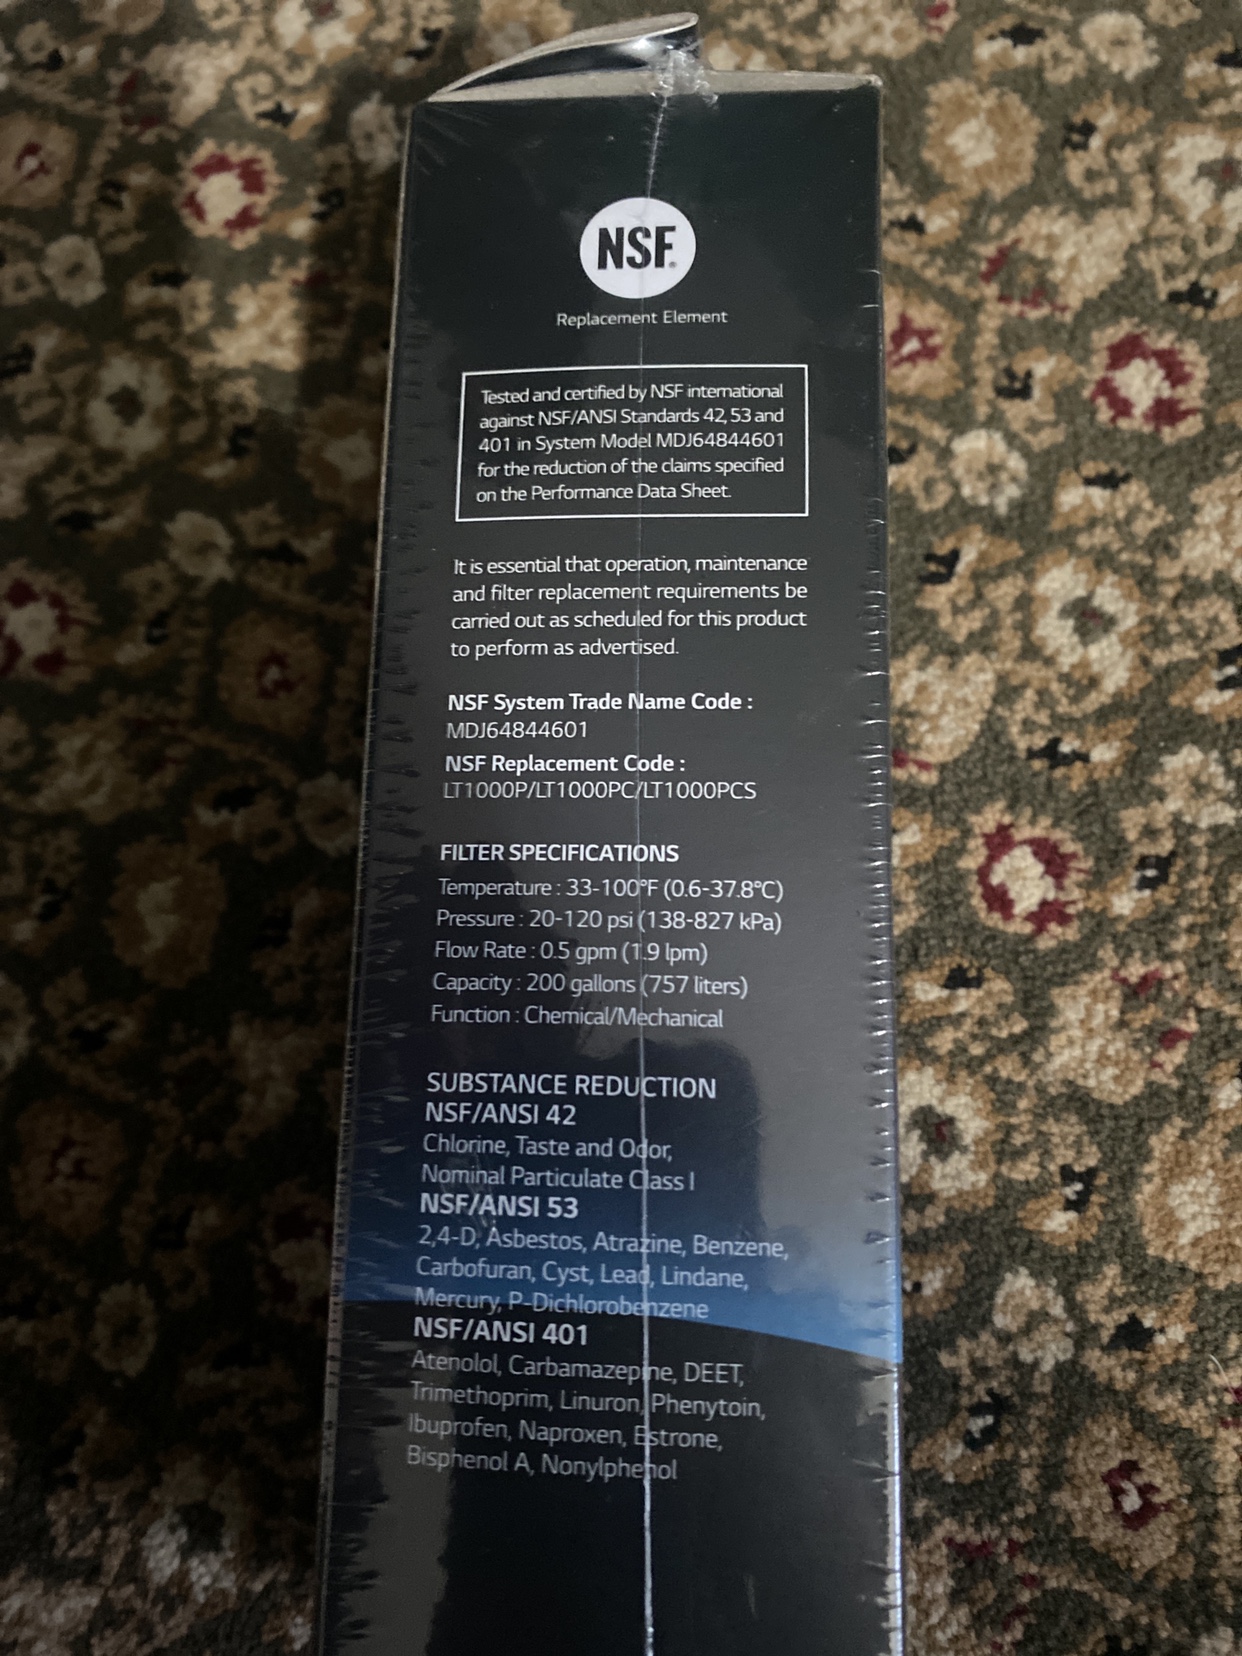 NSF®
Replacement Element
Tested and certified by NSF international
against NSF/ANSI Standards 42, 53 and
401 in System Model MDJ64844601
for the reduction of the claims specified
on the Performance Data Sheet.
It is essential that operation, maintenance
and filter replacement requirements be
carried out as scheduled for this product
to perform as advertised.
NSF System Trade Name Code :
MDJ64844601
NSF Replacement Code :
LT1000P/LT1000PC/LT1000PCS
FILTER SPECIFICATIONS
Temperature : 33-100°F (0.6-37.8°C)
Pressure : 20-120 psi (138-827 kPa)
Flow Rate : 0.5 gpm (1.9 lpm)
Capacity : 200 gallons (757 liters)
Function : Chemical/Mechanical
SUBSTANCE REDUCTION
NSF/ANSI 42
Chlorine, Taste and Odor,
Nominal Particulate Class I
NSF/ANSI 53
2,4-D, Asbestos, Atrazine, Benzene,
Carbofuran, Cyst, Lead, Lindane,
Mercury, P-Dichlorobenzene
NSF/ANSI 401
Atenolol, Carbamazepine, DEET,
Trimethoprim, Linuron, Phenytoin,
Ibuprofen, Naproxen, Estrone,
Bisphenol A, Nonylphenol